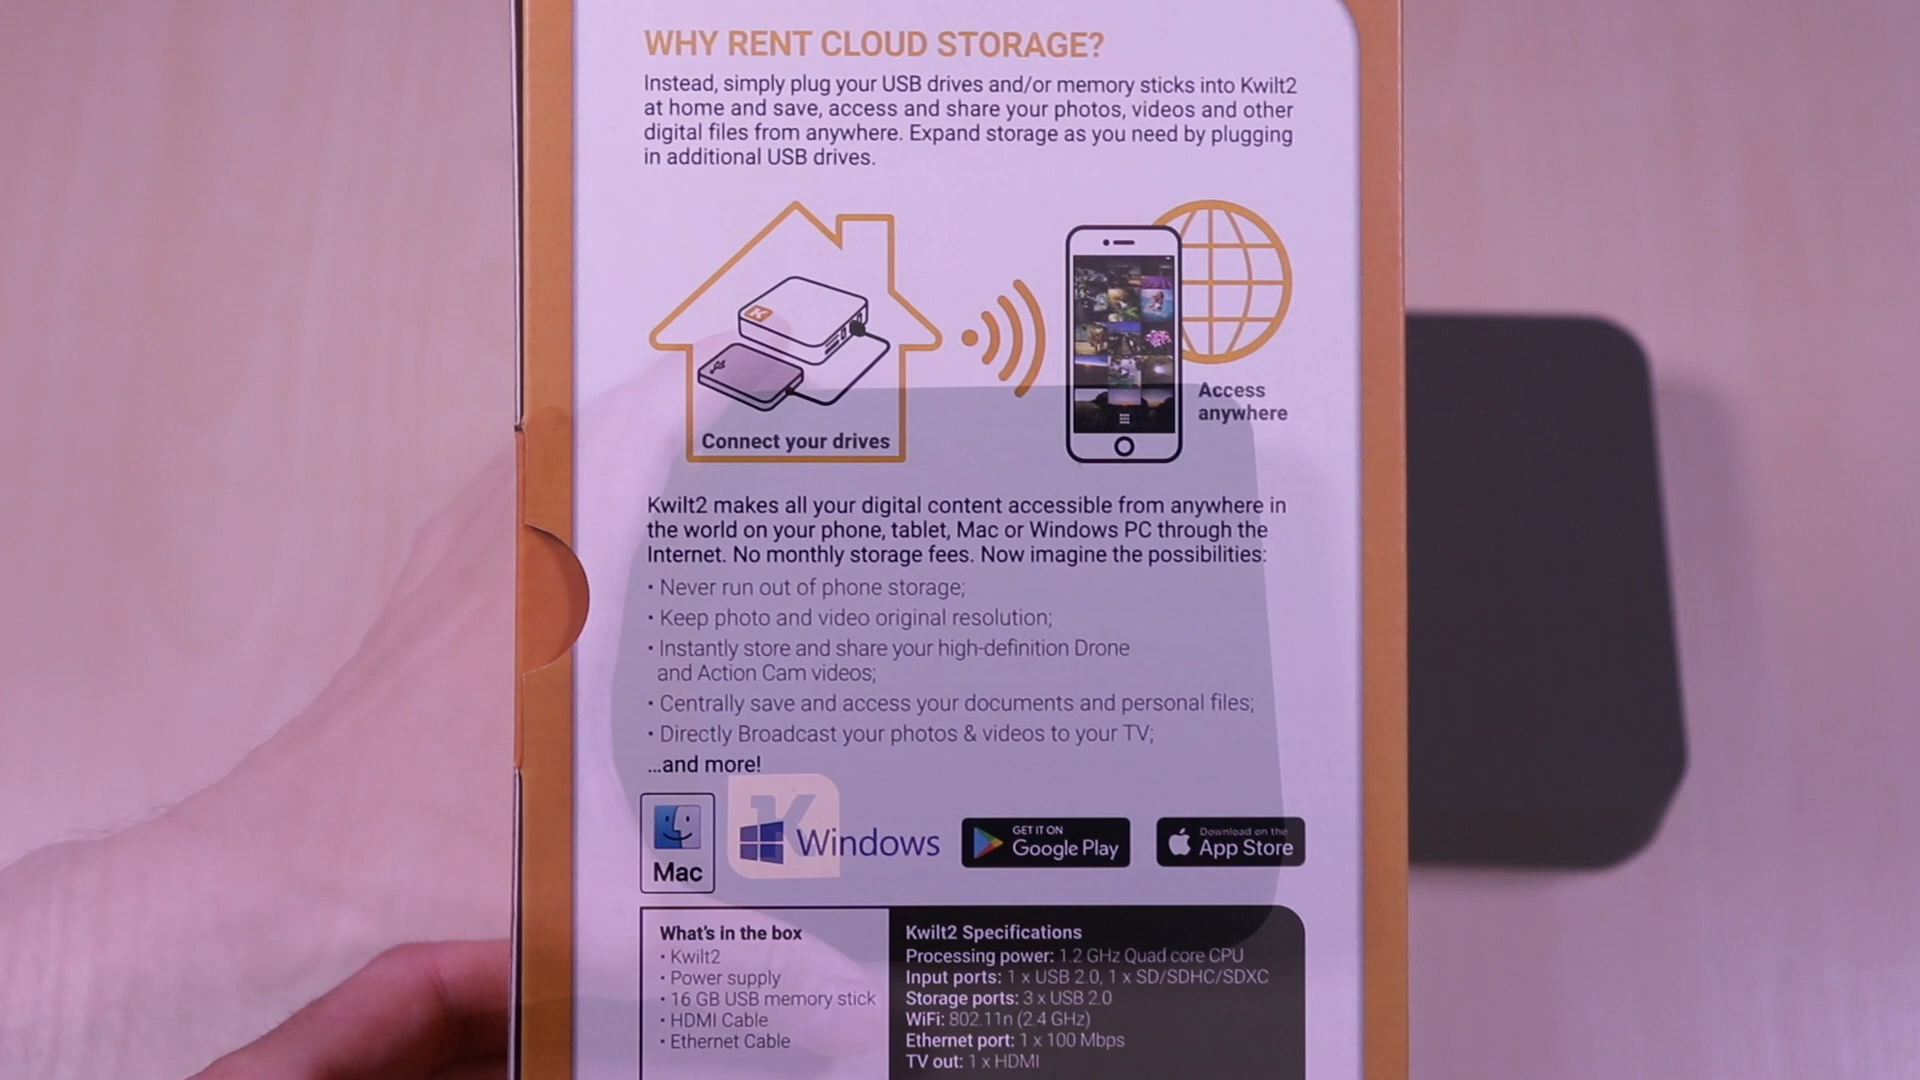 WHY RENT CLOUD STORAGE?
Instead, simply plug your USB drives and/or memory sticks into Kwilt2
at home and save, access and share your photos, videos and other
digital files from anywhere. Expand storage as you need by plugging
in additional USB drives.
K
Connect your drives
Access
anywhere
Kwilt2 makes all your digital content accessible from anywhere in
the world on your phone, tablet, Mac or Windows PC through the
Internet. No monthly storage fees. Now imagine the possibilities:
• Never run out of phone storage;
• Keep photo and video original resolution;
• Instantly store and share your high-definition Drone
and Action Cam videos;
• Centrally save and access your documents and personal files;
• Directly Broadcast your photos & videos to your TV;
...and more!
Mac
K
Windows
GET IT ON
Google Play
Download on the
App Store
What's in the box
• Kwilt2
• Power supply
• 16 GB USB memory stick
• HDMI Cable
• Ethernet Cable
Kwilt2 Specifications
Processing power: 1.2 GHz Quad core CPU
Input ports: 1 x USB 2.0, 1 x SD/SDHC/SDXC
Storage ports: 3 x USB 2.0
WiFi: 802.11n (2.4 GHz)
Ethernet port: 1 x 100 Mbps
TV out: 1 x HDMI